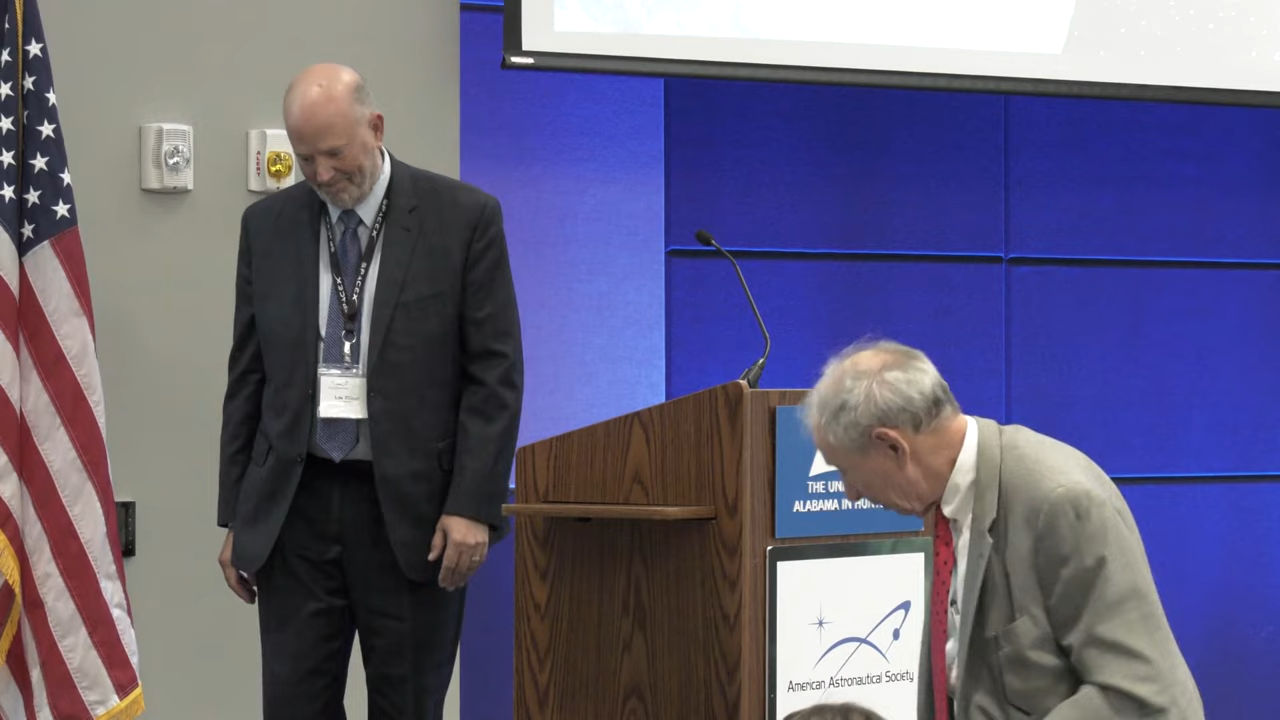 ALERT
SPACEX
SPACEX
THE UNI
ALABAMA IN HUNT
American Astronautical Society